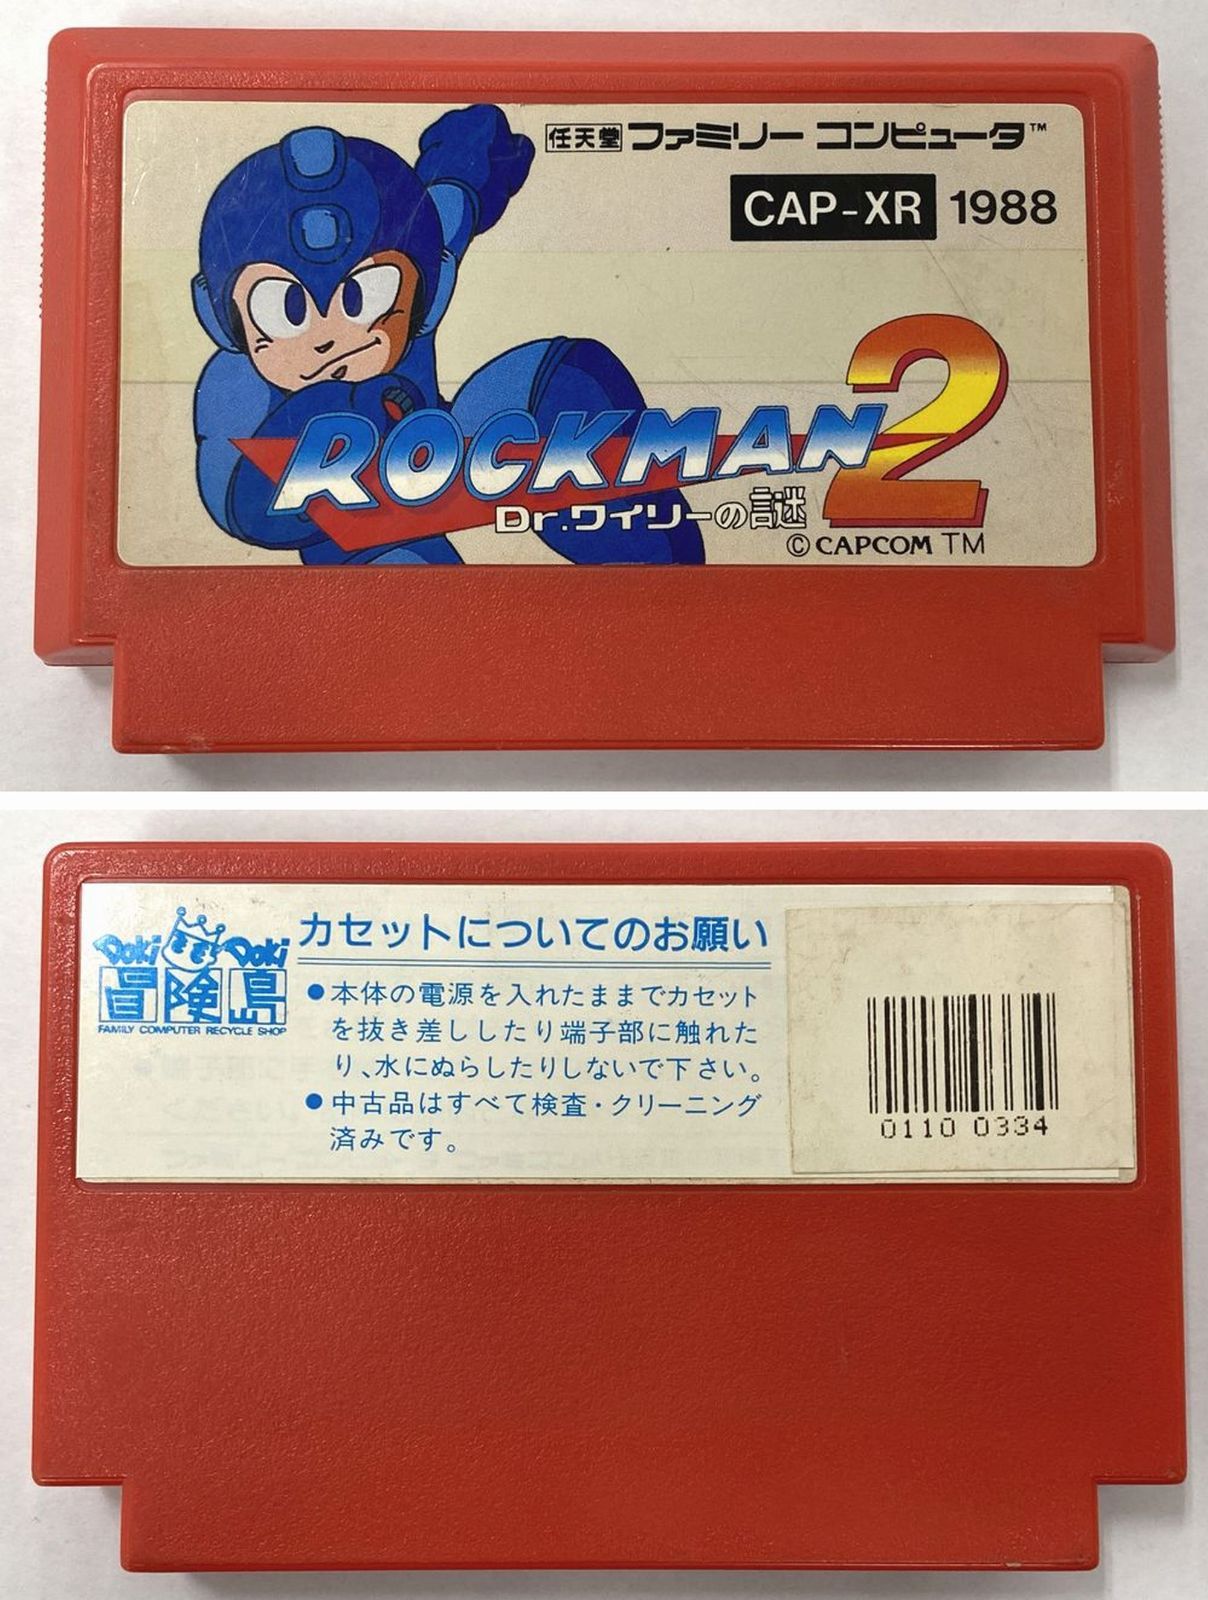 任天堂 ファミリー コンピュータ™
CAP-XR 1988
ROCKMAN 2
Dr.ワイリーの謎
©CAPCOM TM
Doki Doki
冒険島
FAMILY COMPUTER RECYCLE SHOP
カセットについてのお願い
●本体の電源を入れたままでカセット
を抜き差ししたり端子部に触れた
り、水にぬらしたりしないで下さい。
●中古品はすべて検査・クリーニング
済みです。
0110 0334